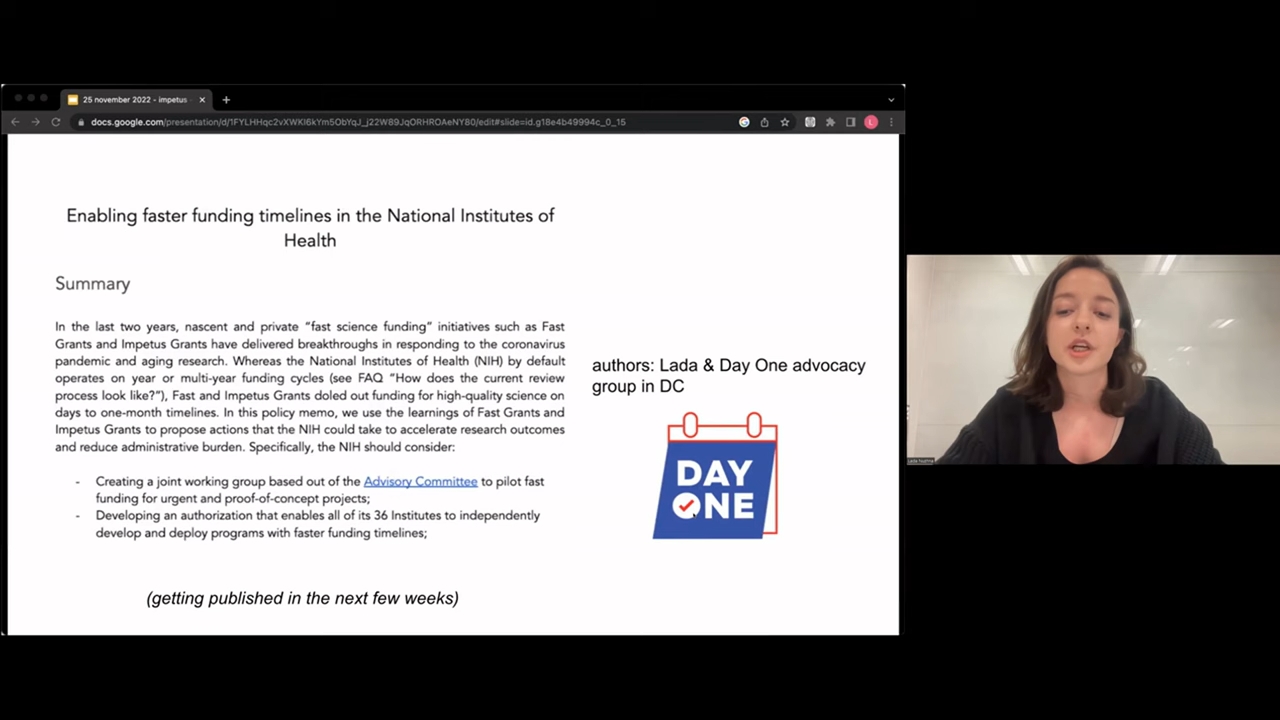 25 november 2022 - impetus
docs.google.com/presentation/d/1FYLHHqc2vXWKI6kYm5ObYqJ_j22W89JqORHROAeNY80/edit#slide=id.g18e4b49994c_0_15
Enabling faster funding timelines in the National Institutes of
Health
Summary
In the last two years, nascent and private “fast science funding” initiatives such as Fast
Grants and Impetus Grants have delivered breakthroughs in responding to the coronavirus
pandemic and aging research. Whereas the National Institutes of Health (NIH) by default
operates on year or multi-year funding cycles (see FAQ “How does the current review
process look like?”), Fast and Impetus Grants doled out funding for high-quality science on
days to one-month timelines. In this policy memo, we use the learnings of Fast Grants and
Impetus Grants to propose actions that the NIH could take to accelerate research outcomes
and reduce administrative burden. Specifically, the NIH should consider:
- Creating a joint working group based out of the Advisory Committee to pilot fast
funding for urgent and proof-of-concept projects;
- Developing an authorization that enables all of its 36 Institutes to independently
develop and deploy programs with faster funding timelines;
(getting published in the next few weeks)
authors: Lada & Day One advocacy
group in DC
DAY
ONE
L